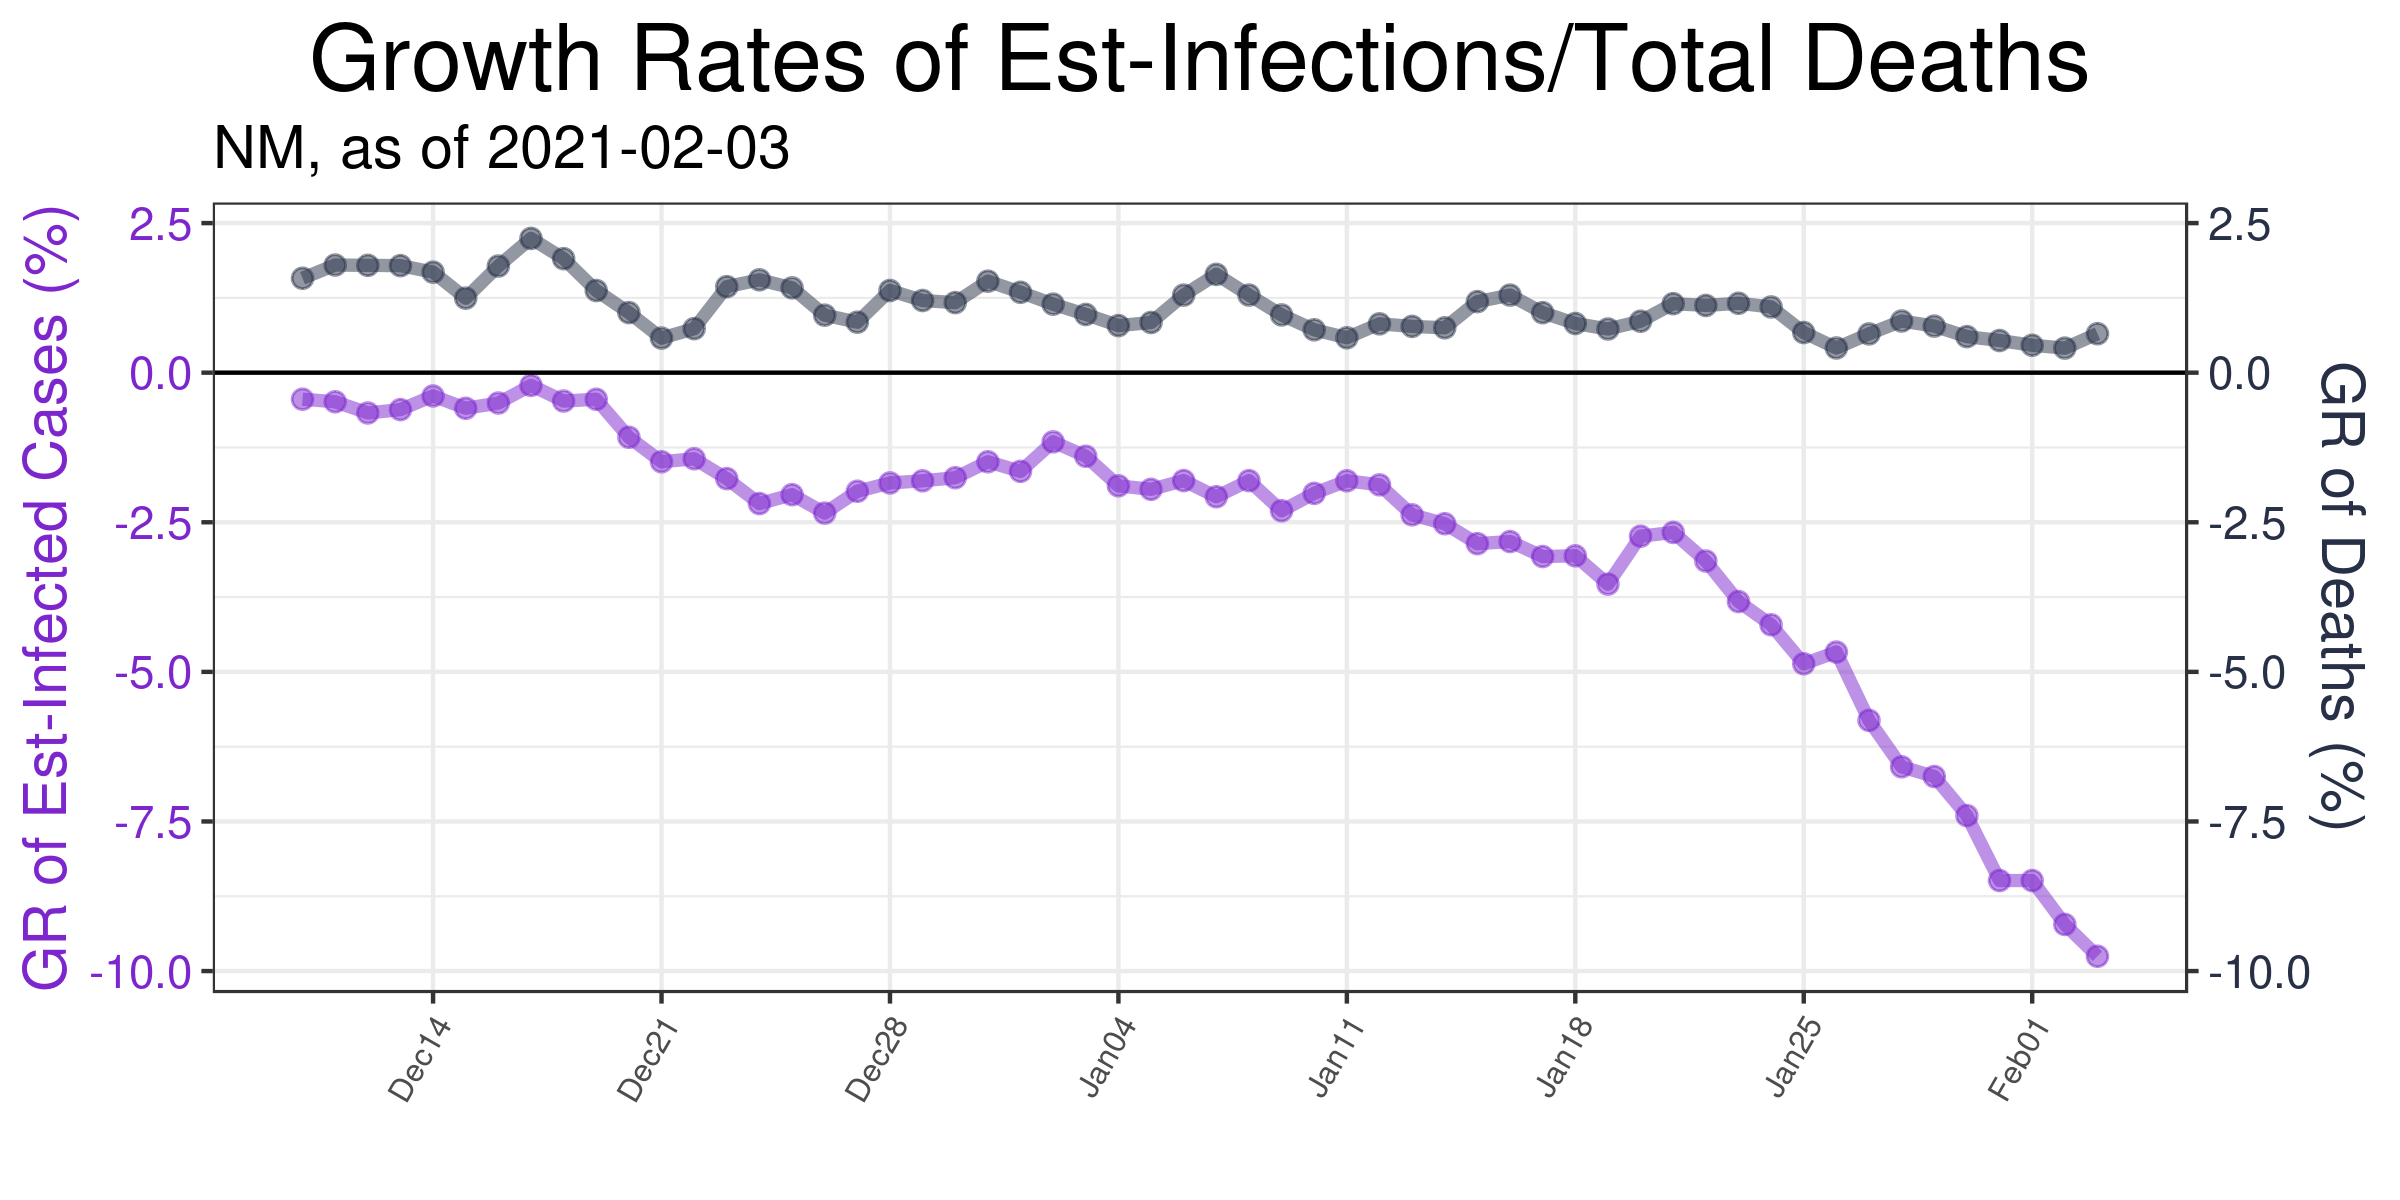 Growth Rates of Est-Infections/Total Deaths
NM, as of 2021-02-03
GR of Est-Infected Cases (%)
2.5
0.0
-2.5
-5.0
-7.5
-10.0
2.5
0.0
-2.5
-5.0
-7.5
-10.0
GR of Deaths (%)
Dec14
Dec21
Dec28
Jan04
Jan11
Jan18
Jan25
Feb01